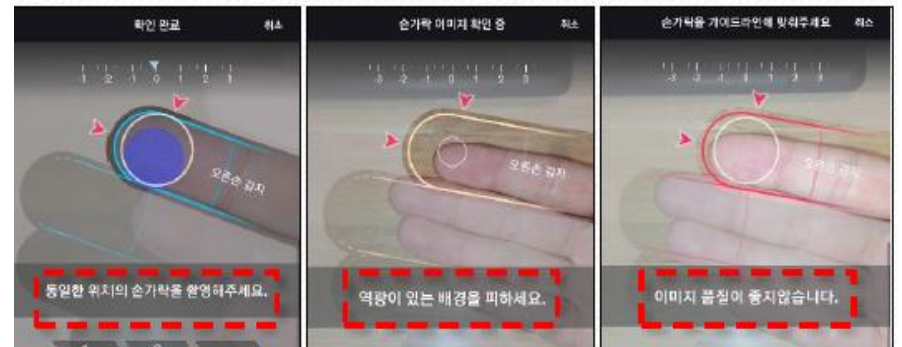 확인 완료
취소
-3 -2 -1 0 1 2 3
오른손 검지
동일한 위치의 손가락을 촬영해주세요.
손가락 이미지 확인 중
취소
-3 -2 -1 0 1 2 3
오른손 검지
역광이 있는 배경을 피하세요.
손가락을 가이드라인에 맞춰주세요
취소
-3 -2 -1 0 1 2 3
오른손 검지
이미지 품질이 좋지않습니다.